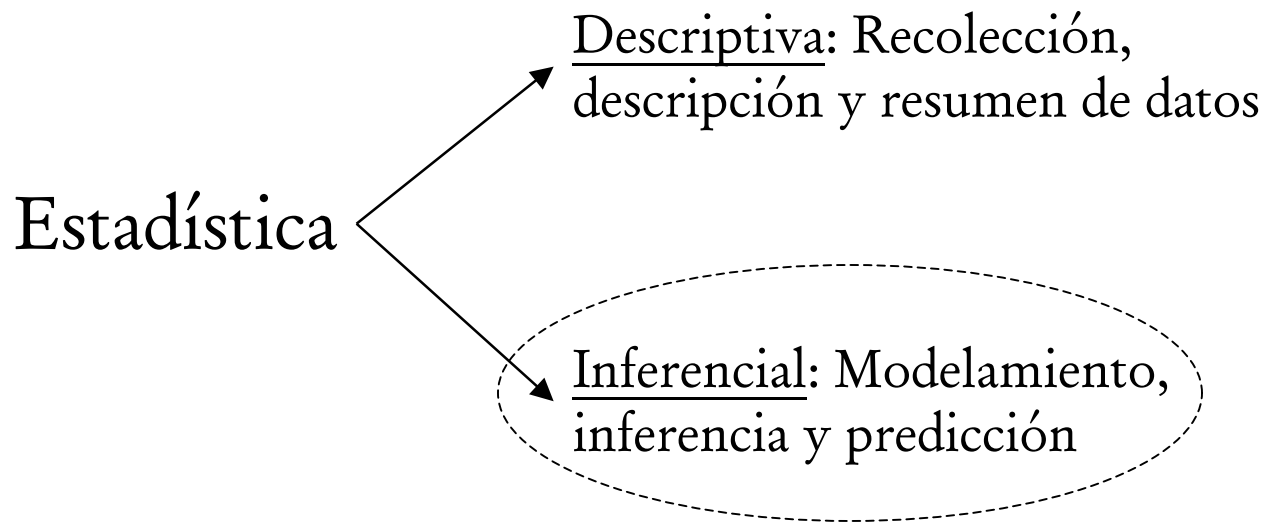 Descriptiva: Recolección,
descripción y resumen de datos
Estadística
Inferencial: Modelamiento,
inferencia y predicción